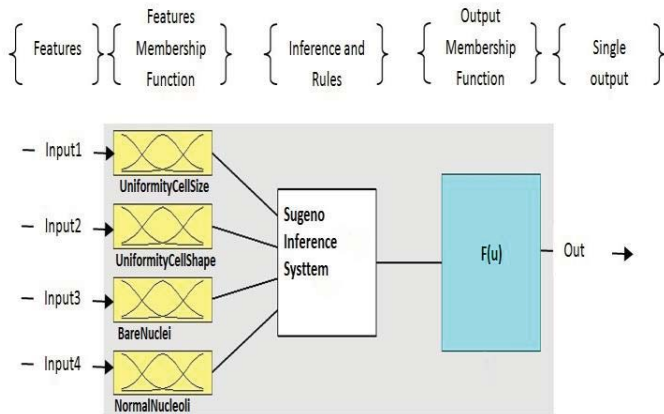 Features
Features
Membership
Function
Inference and
Rules
Output
Membership
Function
Single
output
Input1
UniformityCellSize
Input2
UniformityCellShape
Input3
BareNuclei
Input4
NormalNucleoli
Sugeno
Inference
Systtem
F(u)
Out